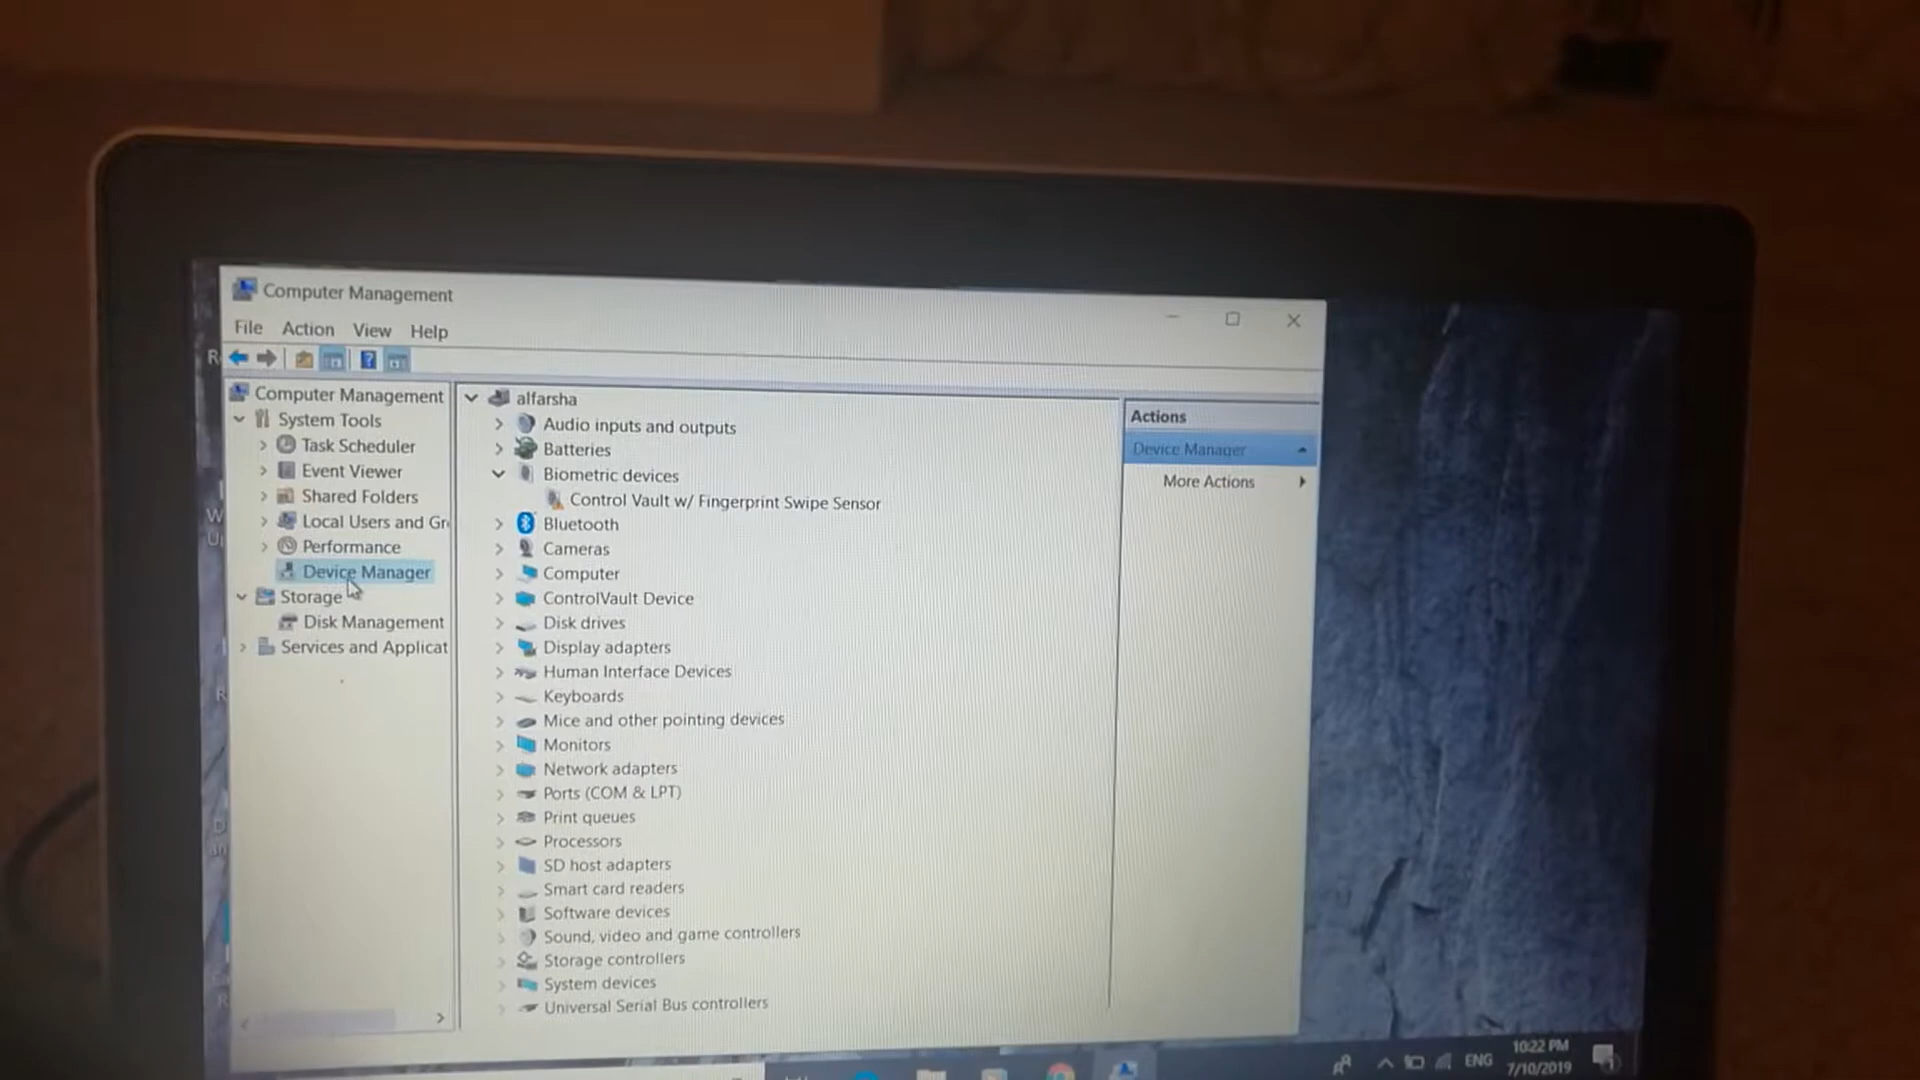 Computer Management
File Action View Help
Computer Management
System Tools
Task Scheduler
Event Viewer
Shared Folders
Local Users and Gr
Performance
Device Manager
Storage
Disk Management
Services and Applicat
alfarsha
Audio inputs and outputs
Batteries
Biometric devices
Control Vault w/ Fingerprint Swipe Sensor
Bluetooth
Cameras
Computer
ControlVault Device
Disk drives
Display adapters
Human Interface Devices
Keyboards
Mice and other pointing devices
Monitors
Network adapters
Ports (COM & LPT)
Print queues
Processors
SD host adapters
Smart card readers
Software devices
Sound, video and game controllers
Storage controllers
System devices
Universal Serial Bus controllers
Actions
Device Manager
More Actions
ENG
10:22 PM
7/10/2019